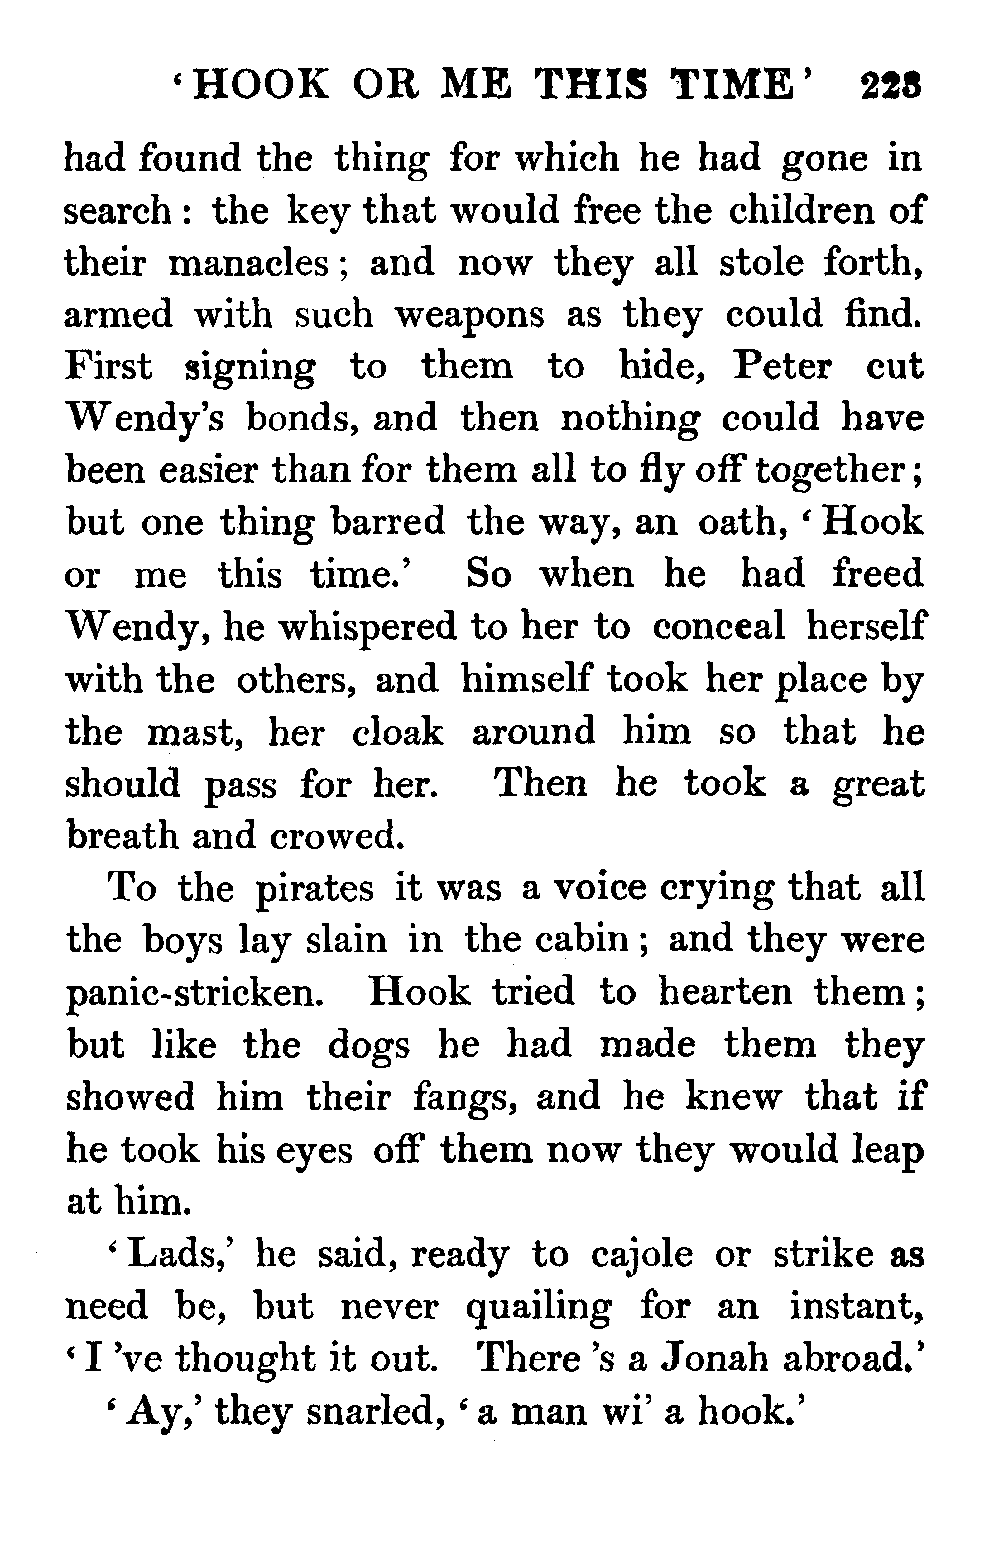 ‘HOOK OR ME THIS TIME’ 223
had found the thing for which he had gone in
search : the key that would free the children of
their manacles ; and now they all stole forth,
armed with such weapons as they could find.
First signing to them to hide, Peter cut
Wendy’s bonds, and then nothing could have
been easier than for them all to fly off together ;
but one thing barred the way, an oath, ‘ Hook
or me this time.’ So when he had freed
Wendy, he whispered to her to conceal herself
with the others, and himself took her place by
the mast, her cloak around him so that he
should pass for her. Then he took a great
breath and crowed.
To the pirates it was a voice crying that all
the boys lay slain in the cabin ; and they were
panic-stricken. Hook tried to hearten them ;
but like the dogs he had made them they
showed him their fangs, and he knew that if
he took his eyes off them now they would leap
at him.
‘ Lads,’ he said, ready to cajole or strike as
need be, but never quailing for an instant,
‘ I ’ve thought it out. There ’s a Jonah abroad.’
‘ Ay,’ they snarled, ‘ a man wi’ a hook.’